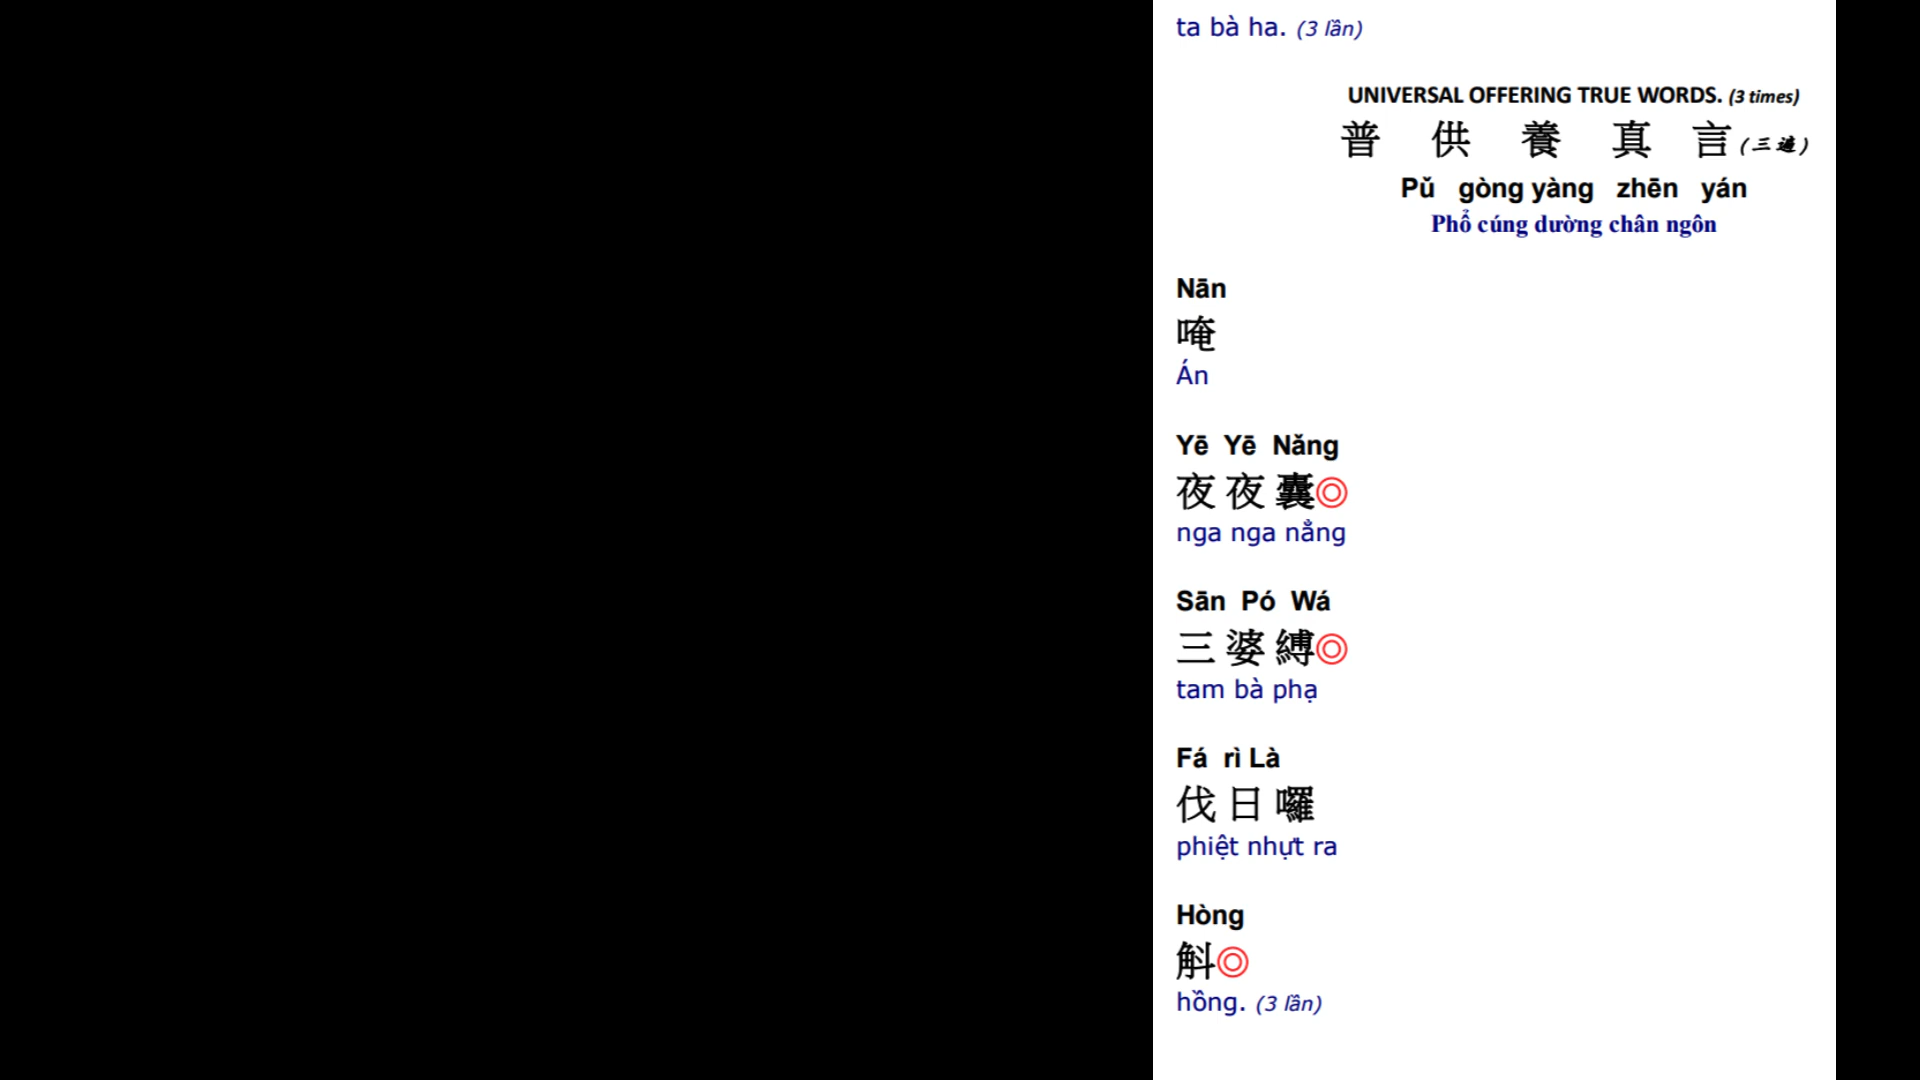 ta bà ha. (3 lần)
UNIVERSAL OFFERING TRUE WORDS. (3 times)
普 供 養 真 言 (三遍)
Pǔ gòng yàng zhēn yán
Phổ cúng dường chân ngôn
Nān
唵
Án
Yē Yē Nǎng
夜 夜 囊◎
nga nga nẳng
Sān Pó Wá
三 婆 縛◎
tam bà phạ
Fá rì Là
伐 日 囉
phiệt nhựt ra
Hòng
斛◎
hồng. (3 lần)